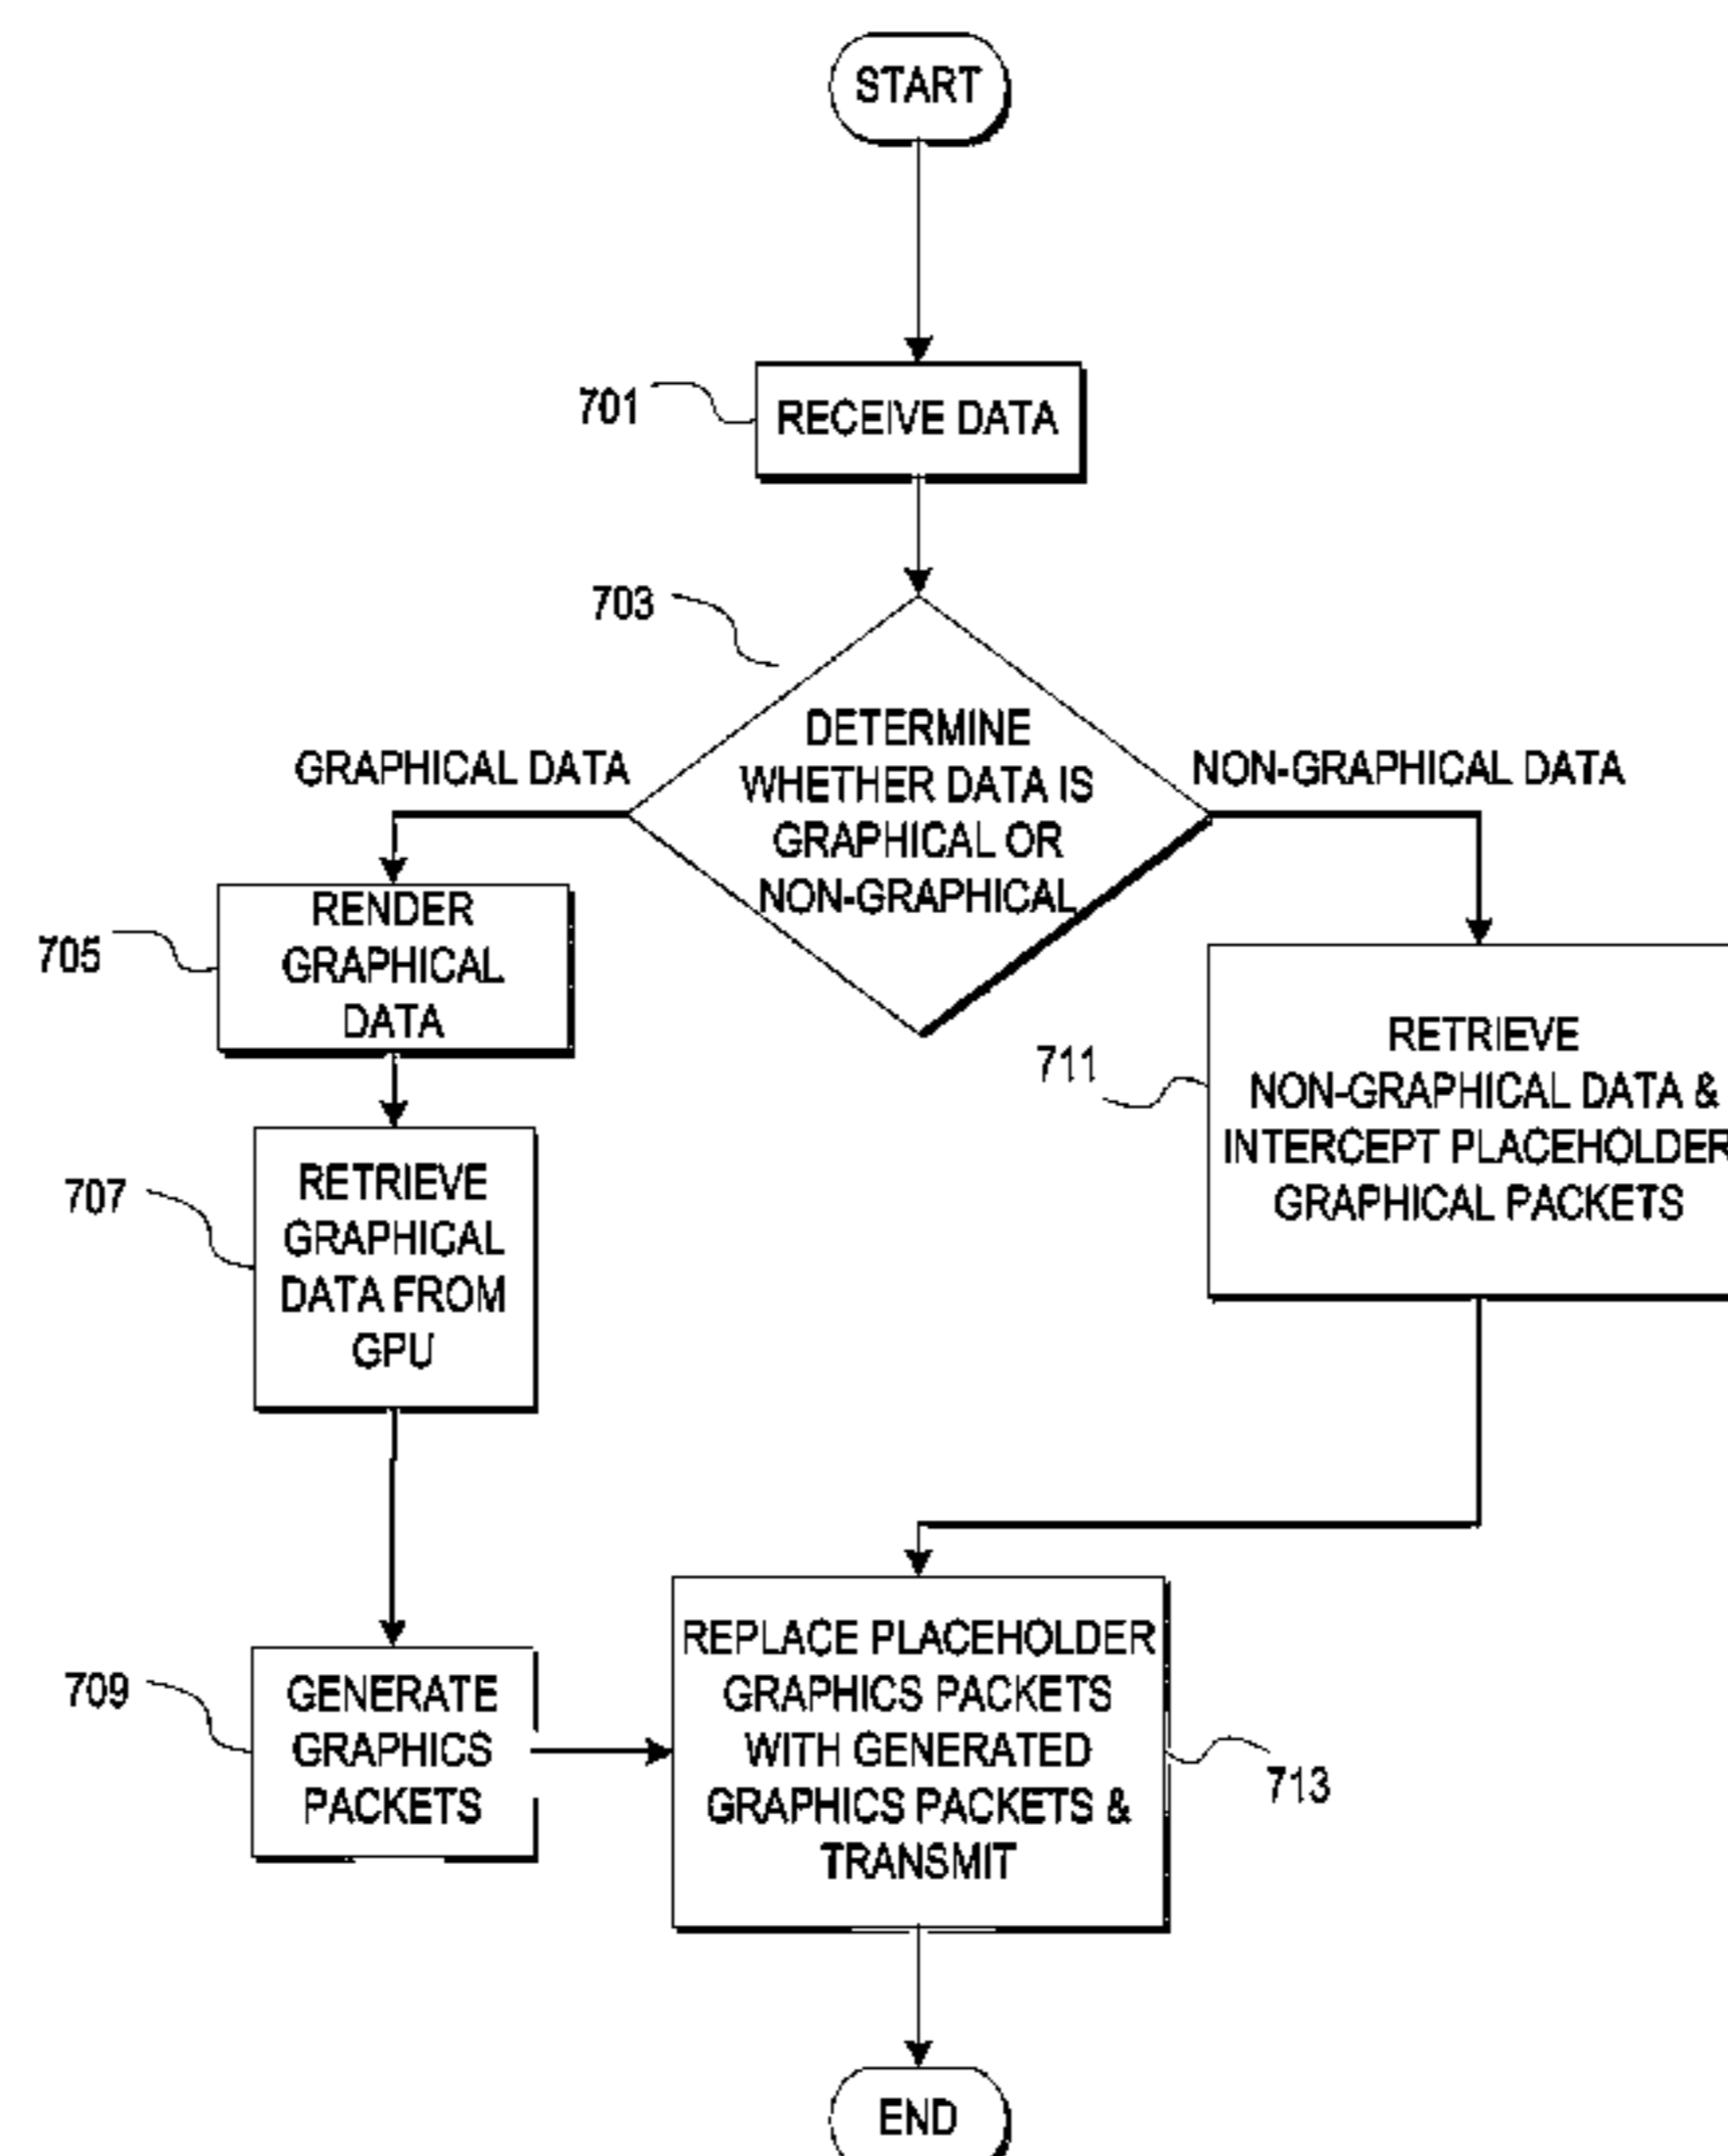 START
701
RECEIVE DATA
703
DETERMINE
WHETHER DATA IS
GRAPHICAL OR
NON-GRAPHICAL
GRAPHICAL DATA
NON-GRAPHICAL DATA
705
RENDER
GRAPHICAL
DATA
707
RETRIEVE
GRAPHICAL
DATA FROM
GPU
711
RETRIEVE
NON-GRAPHICAL DATA &
INTERCEPT PLACEHOLDER
GRAPHICAL PACKETS
709
GENERATE
GRAPHICS
PACKETS
REPLACE PLACEHOLDER
GRAPHICS PACKETS
WITH GENERATED
GRAPHICS PACKETS &
TRANSMIT
713
END